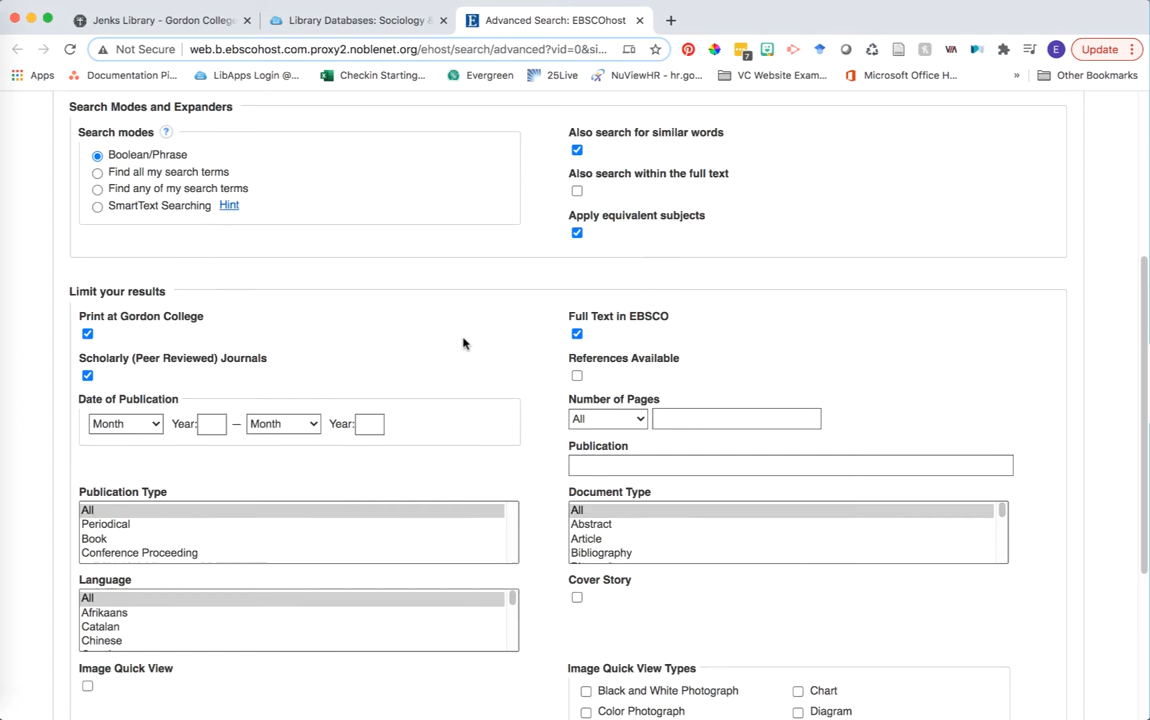 Jenks Library - Gordon College
Library Databases: Sociology &
Advanced Search: EBSCOhost
Not Secure
web.b.ebscohost.com.proxy2.noblenet.org/ehost/search/advanced?vid=0&si...
7
VIA
E
Update
Apps
Documentation Pi...
LibApps Login @...
Checkin Starting...
Evergreen
25Live
NuViewHR - hr.go...
VC Website Exam...
Microsoft Office H...
»
Other Bookmarks
Search Modes and Expanders
Search modes ?
Boolean/Phrase
Find all my search terms
Find any of my search terms
SmartText Searching Hint
Also search for similar words
Also search within the full text
Apply equivalent subjects
Limit your results
Print at Gordon College
Full Text in EBSCO
Scholarly (Peer Reviewed) Journals
References Available
Date of Publication
Month Year: — Month Year:
Number of Pages
All
Publication
Publication Type
All
Periodical
Book
Conference Proceeding
Document Type
All
Abstract
Article
Bibliography
Language
All
Afrikaans
Catalan
Chinese
Cover Story
Image Quick View
Image Quick View Types
Black and White Photograph
Chart
Color Photograph
Diagram